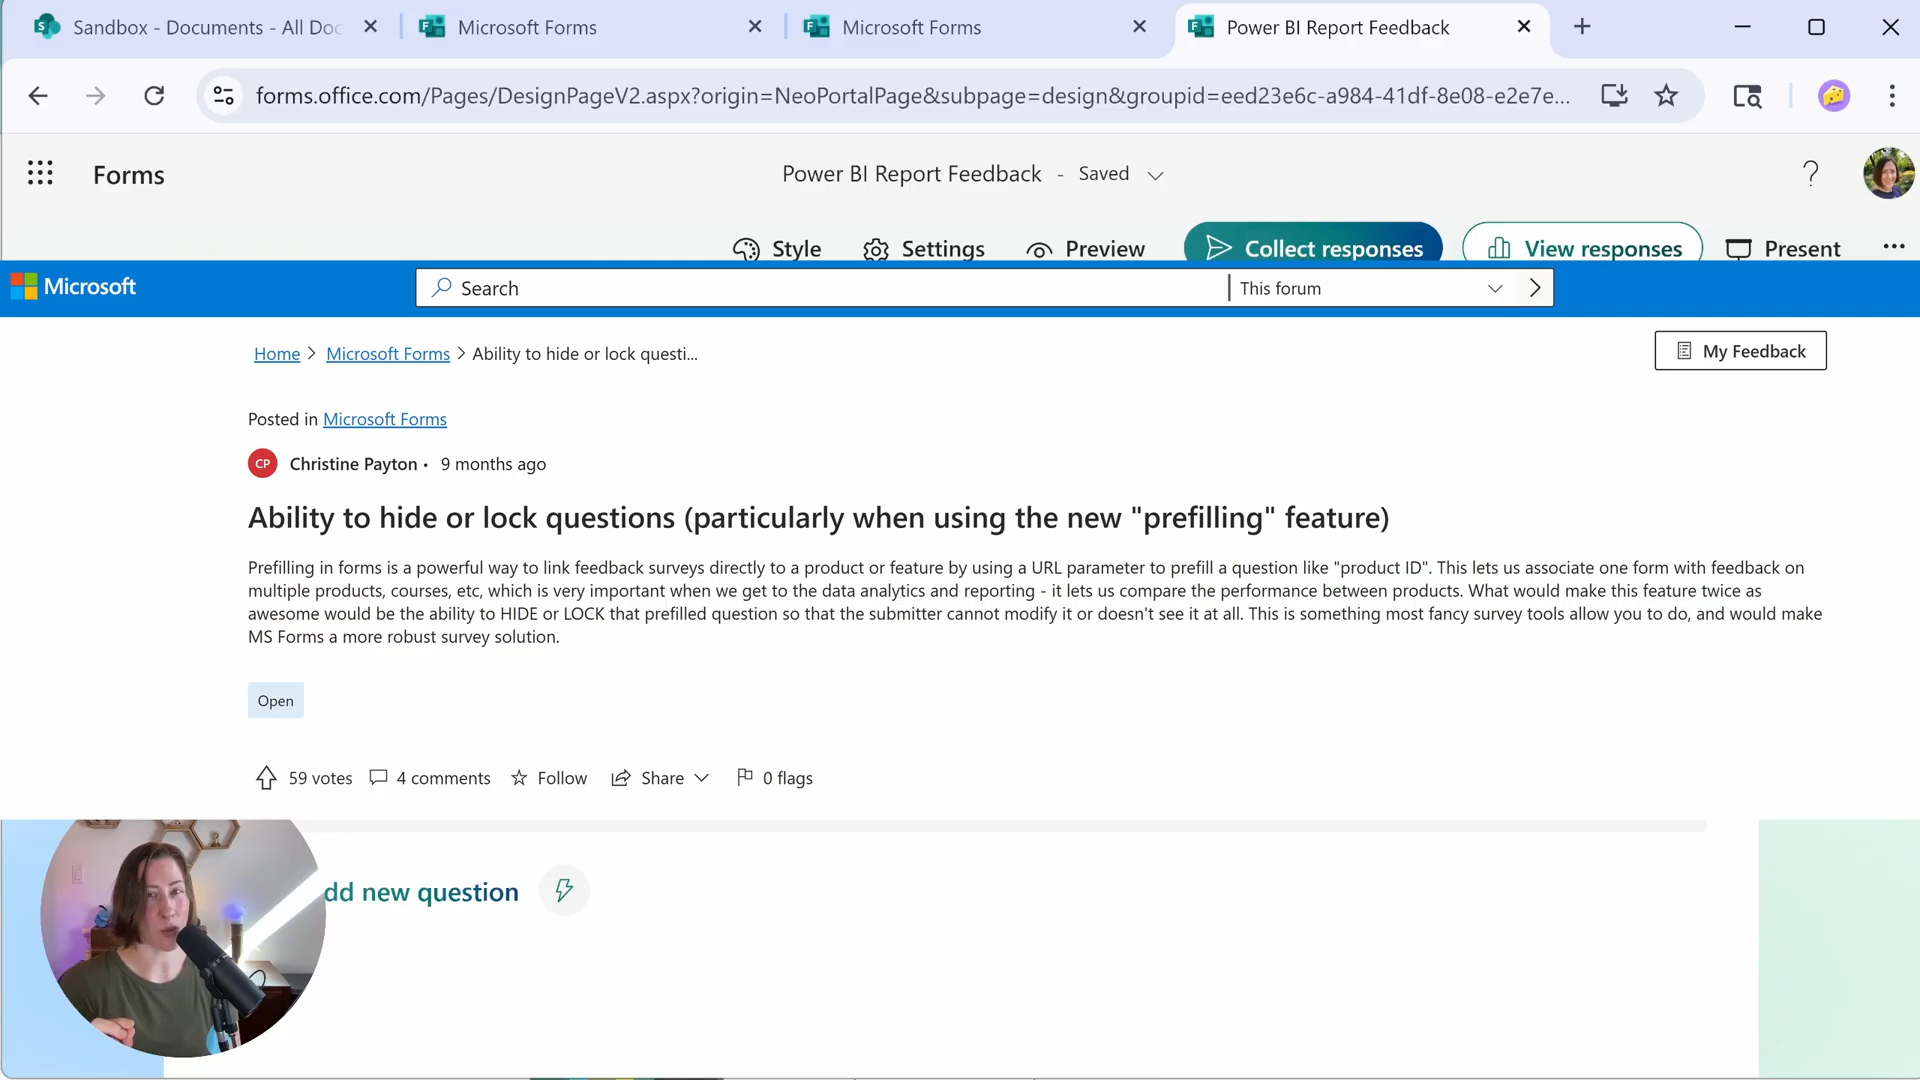 Sandbox - Documents - All Doc
Microsoft Forms
Microsoft Forms
Power BI Report Feedback
forms.office.com/Pages/DesignPageV2.aspx?origin=NeoPortalPage&subpage=design&groupid=eed23e6c-a984-41df-8e08-e2e7e...
Forms
Power BI Report Feedback - Saved
Style
Settings
Preview
Collect responses
View responses
Present
Microsoft
Search
This forum
Home > Microsoft Forms > Ability to hide or lock questi...
My Feedback
Posted in Microsoft Forms
CP Christine Payton • 9 months ago
Ability to hide or lock questions (particularly when using the new "prefilling" feature)
Prefilling in forms is a powerful way to link feedback surveys directly to a product or feature by using a URL parameter to prefill a question like "product ID". This lets us associate one form with feedback on
multiple products, courses, etc, which is very important when we get to the data analytics and reporting - it lets us compare the performance between products. What would make this feature twice as
awesome would be the ability to HIDE or LOCK that prefilled question so that the submitter cannot modify it or doesn't see it at all. This is something most fancy survey tools allow you to do, and would make
MS Forms a more robust survey solution.
Open
59 votes
4 comments
Follow
Share
0 flags
dd new question